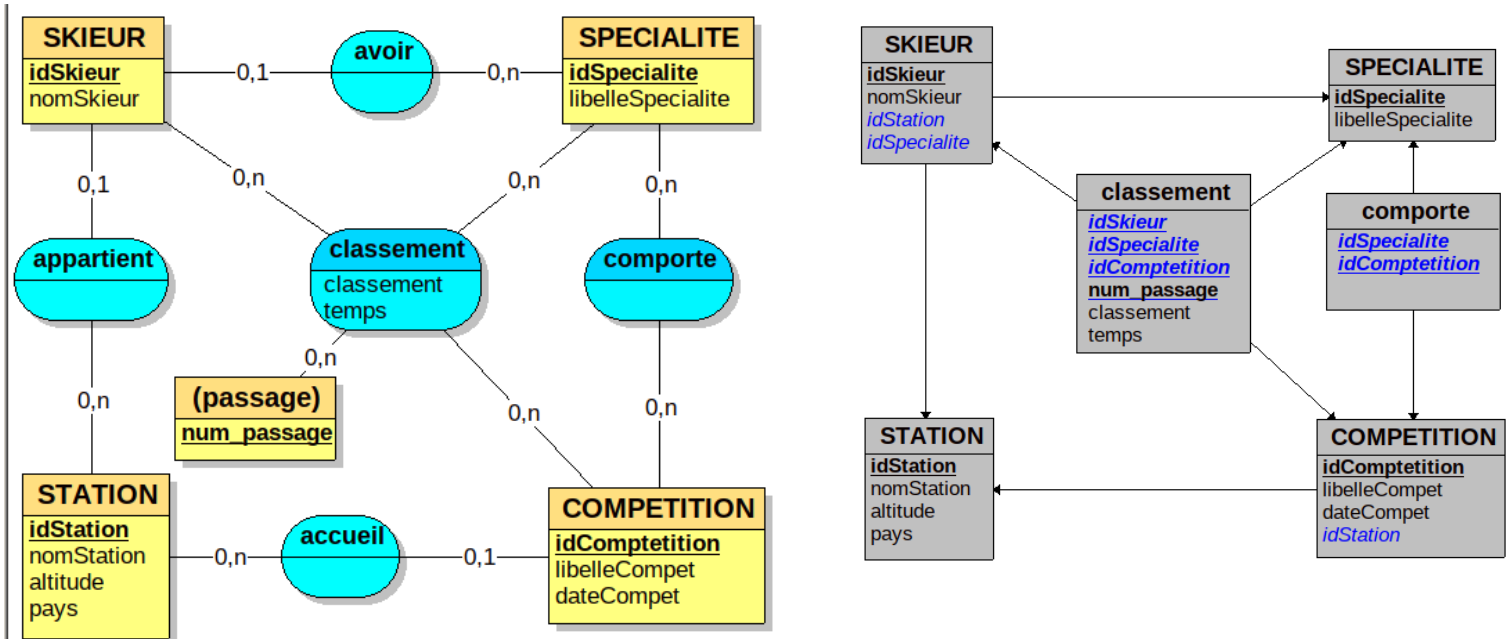 SKIEUR
idSkieur
nomSkieur
0,1
avoir
0,n
SPECIALITE
idSpecialite
libelleSpecialite
0,1
0,n
0,n
0,n
appartient
classement
classement
temps
comporte
0,n
0,n
0,n
0,n
(passage)
num_passage
STATION
idStation
nomStation
altitude
pays
0,n
accueil
0,1
COMPETITION
idComptetition
libelleCompet
dateCompet
SKIEUR
idSkieur
nomSkieur
idStation
idSpecialite
SPECIALITE
idSpecialite
libelleSpecialite
classement
idSkieur
idSpecialite
idComptetition
num_passage
classement
temps
comporte
idSpecialite
idComptetition
STATION
idStation
nomStation
altitude
pays
COMPETITION
idComptetition
libelleCompet
dateCompet
idStation